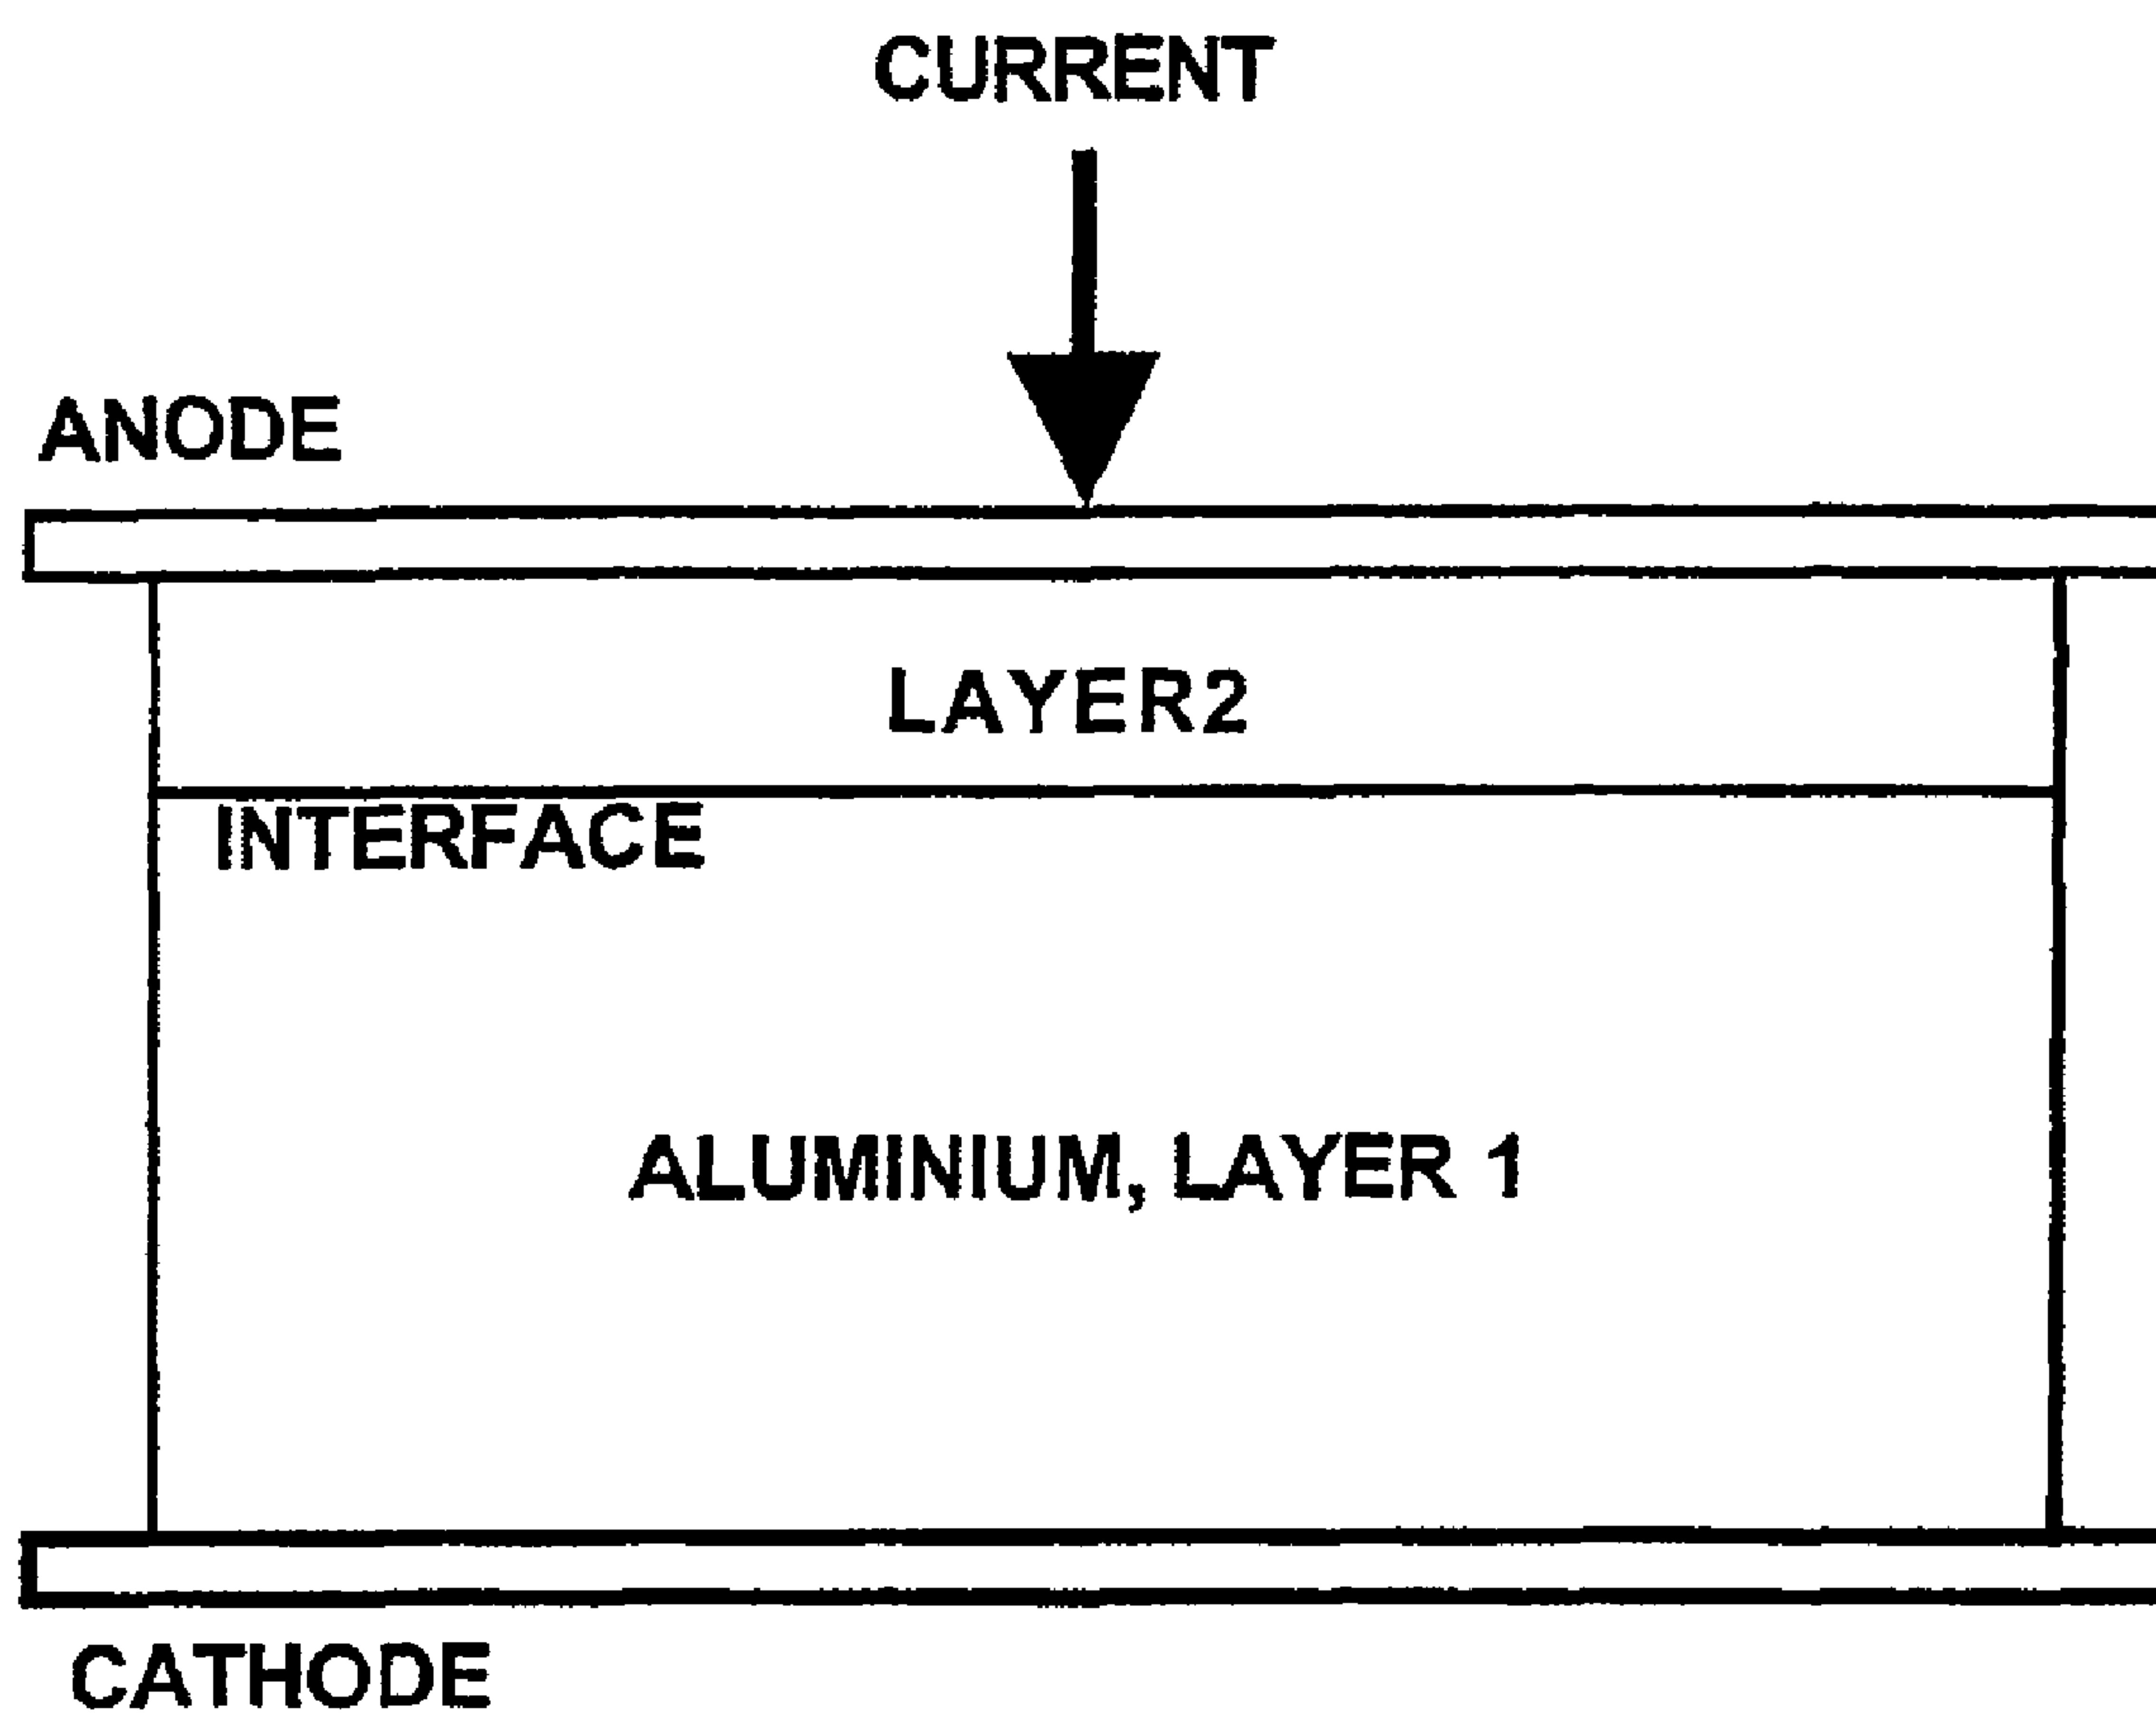 CURRENT
ANODE
LAYER2
INTERFACE
ALUMINIUM, LAYER 1
CATHODE